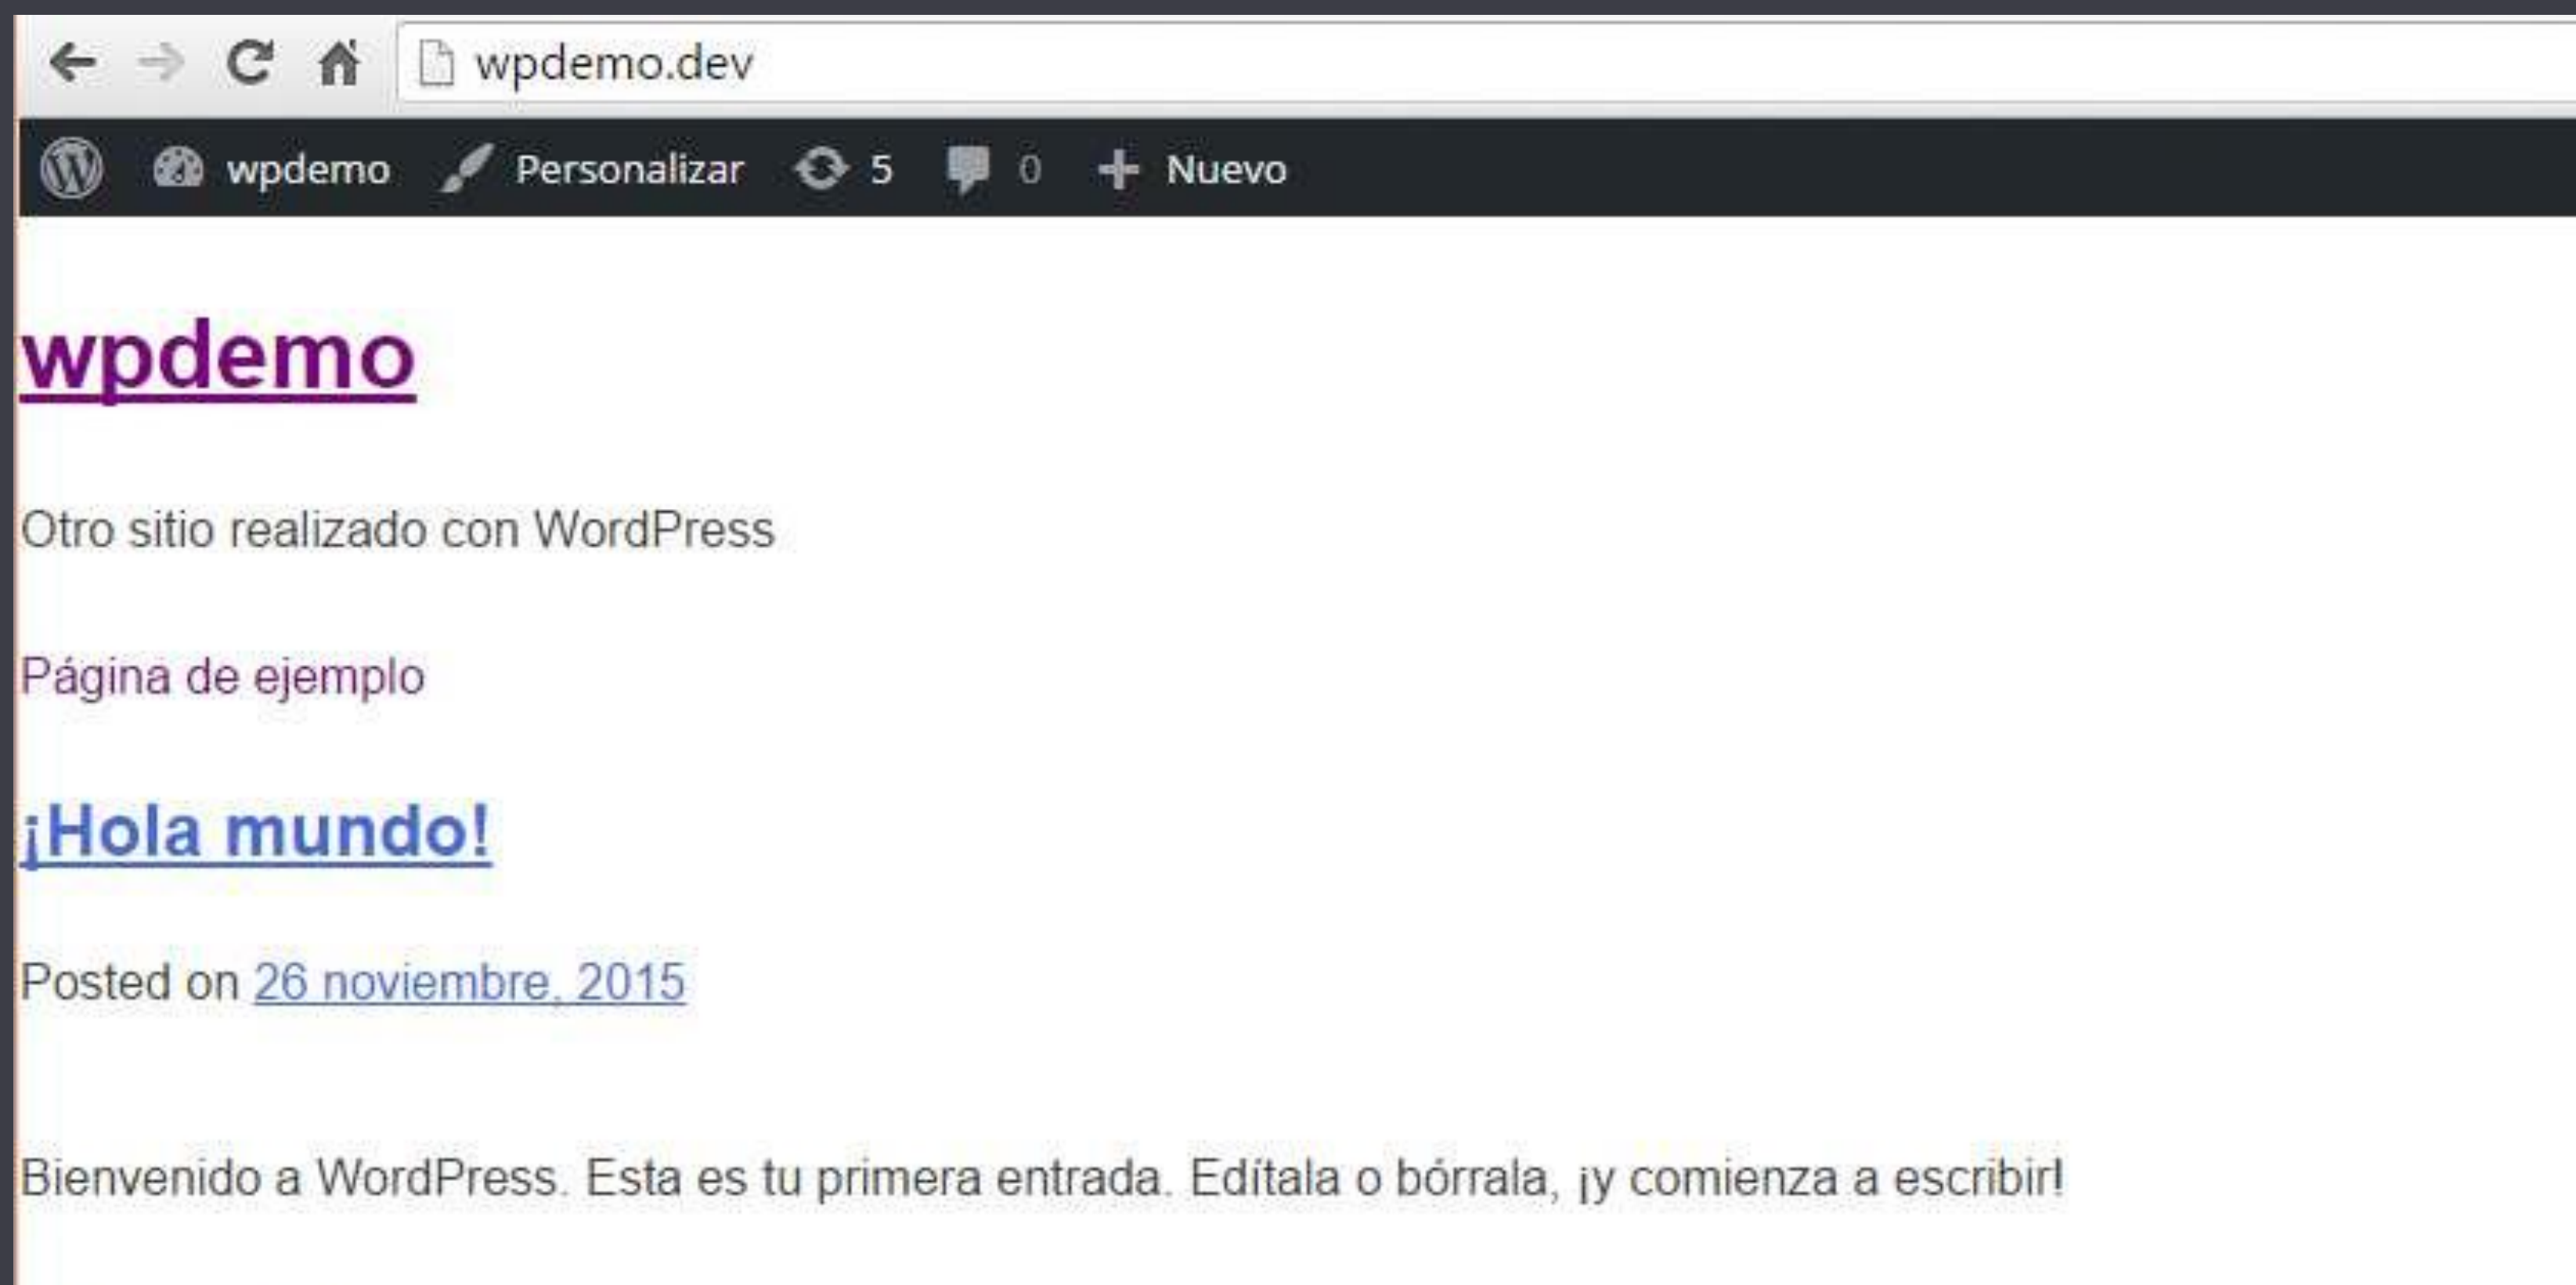 wpdemo.dev
wpdemo Personalizar 5 0 Nuevo
wpdemo
Otro sitio realizado con WordPress
Página de ejemplo
¡Hola mundo!
Posted on 26 noviembre, 2015
Bienvenido a WordPress. Esta es tu primera entrada. Edítala o bórrala, ¡y comienza a escribir!